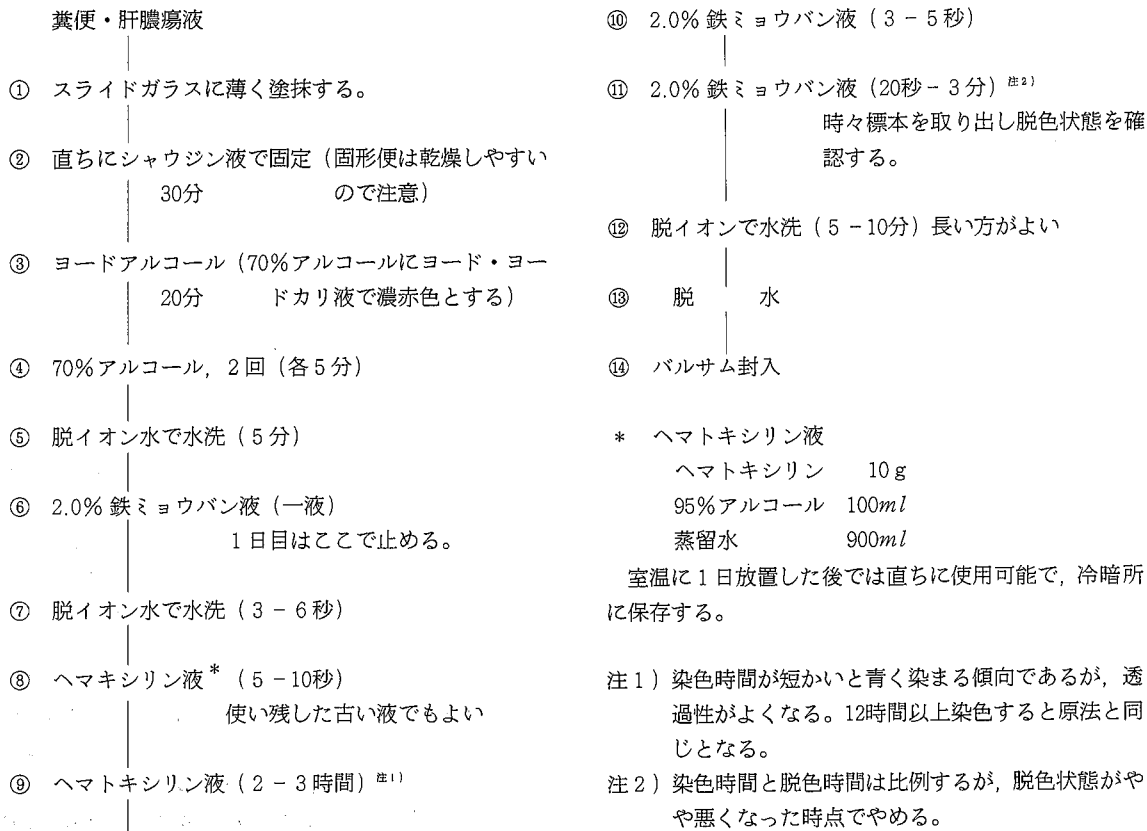 糞便・肝膿瘍液
① スライドガラスに薄く塗抹する。
② 直ちにシャウジン液で固定（固形便は乾燥しやすい
30分 ので注意）
③ ヨードアルコール（70％アルコールにヨード・ヨー
20分 ドカリ液で濃赤色とする）
④ 70％アルコール，2回（各5分）
⑤ 脱イオン水で水洗（5分）
⑥ 2.0％鉄ミョウバン液（一液）
1日目はここで止める。
⑦ 脱イオン水で水洗（3－6秒）
⑧ ヘマキシリン液＊（5－10秒）
使い残した古い液でもよい
⑨ ヘマトキシリン液（2－3時間）注1）
⑩ 2.0％鉄ミョウバン液（3－5秒）
⑪ 2.0％鉄ミョウバン液（20秒－3分）注2）
時々標本を取り出し脱色状態を確
認する。
⑫ 脱イオンで水洗（5－10分）長い方がよい
⑬ 脱 水
⑭ バルサム封入
＊ ヘマトキシリン液
ヘマトキシリン 10g
95％アルコール 100ml
蒸留水 900ml
室温に1日放置した後では直ちに使用可能で，冷暗所
に保存する。
注1）染色時間が短かいと青く染まる傾向であるが，透
過性がよくなる。12時間以上染色すると原法と同
じとなる。
注2）染色時間と脱色時間は比例するが，脱色状態がや
や悪くなった時点でやめる。